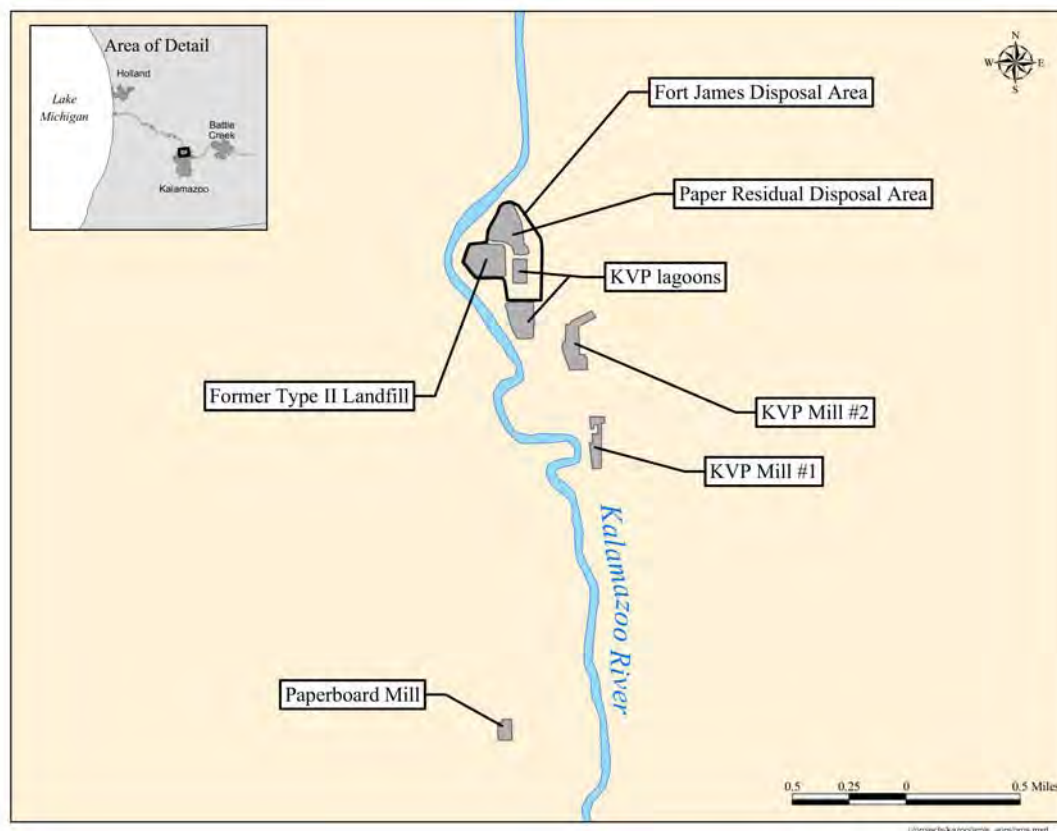 Area of Detail
Holland
Lake
Michigan
Battle
Creek
Kalamazoo
N
W
E
S
Fort James Disposal Area
Paper Residual Disposal Area
KVP lagoons
Former Type II Landfill
KVP Mill #2
KVP Mill #1
Kalamazoo River
Paperboard Mill
0.5
0.25
0
0.5 Miles